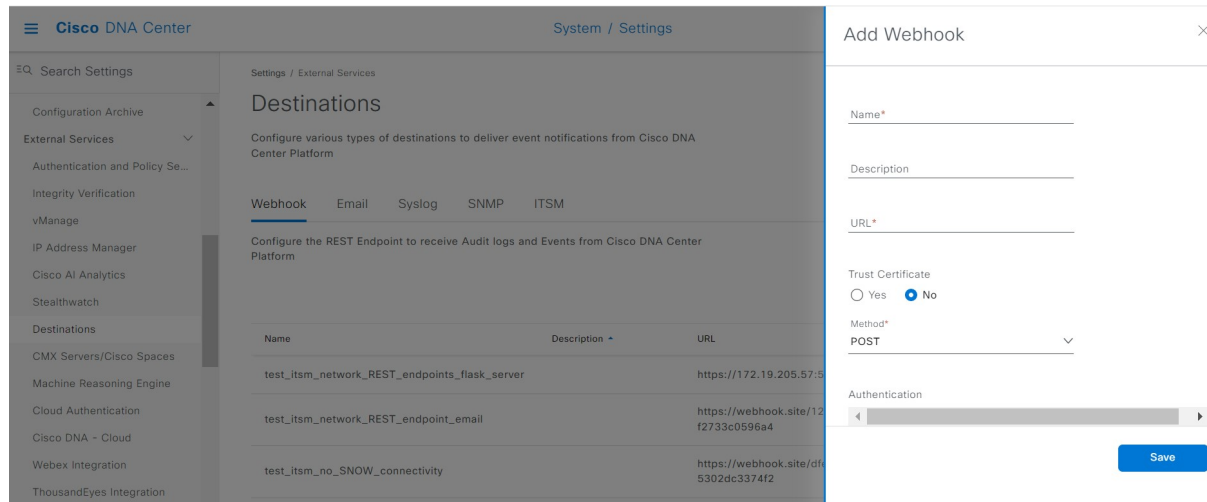 Cisco DNA Center
System / Settings
Search Settings
Configuration Archive
External Services
Authentication and Policy Se...
Integrity Verification
vManage
IP Address Manager
Cisco AI Analytics
Stealthwatch
Destinations
CMX Servers/Cisco Spaces
Machine Reasoning Engine
Cloud Authentication
Cisco DNA - Cloud
Webex Integration
ThousandEyes Integration
Settings / External Services
Destinations
Configure various types of destinations to deliver event notifications from Cisco DNA
Center Platform
Webhook Email Syslog SNMP ITSM
Configure the REST Endpoint to receive Audit logs and Events from Cisco DNA Center
Platform
Name Description URL
test_itsm_network_REST_endpoints_flask_server https://172.19.205.57:5
test_itsm_network_REST_endpoint_email https://webhook.site/12
f2733c0596a4
test_itsm_no_SNOW_connectivity https://webhook.site/dfe
5302dc3374f2
Add Webhook
Name*
Description
URL*
Trust Certificate
Yes No
Method*
POST
Authentication
Save